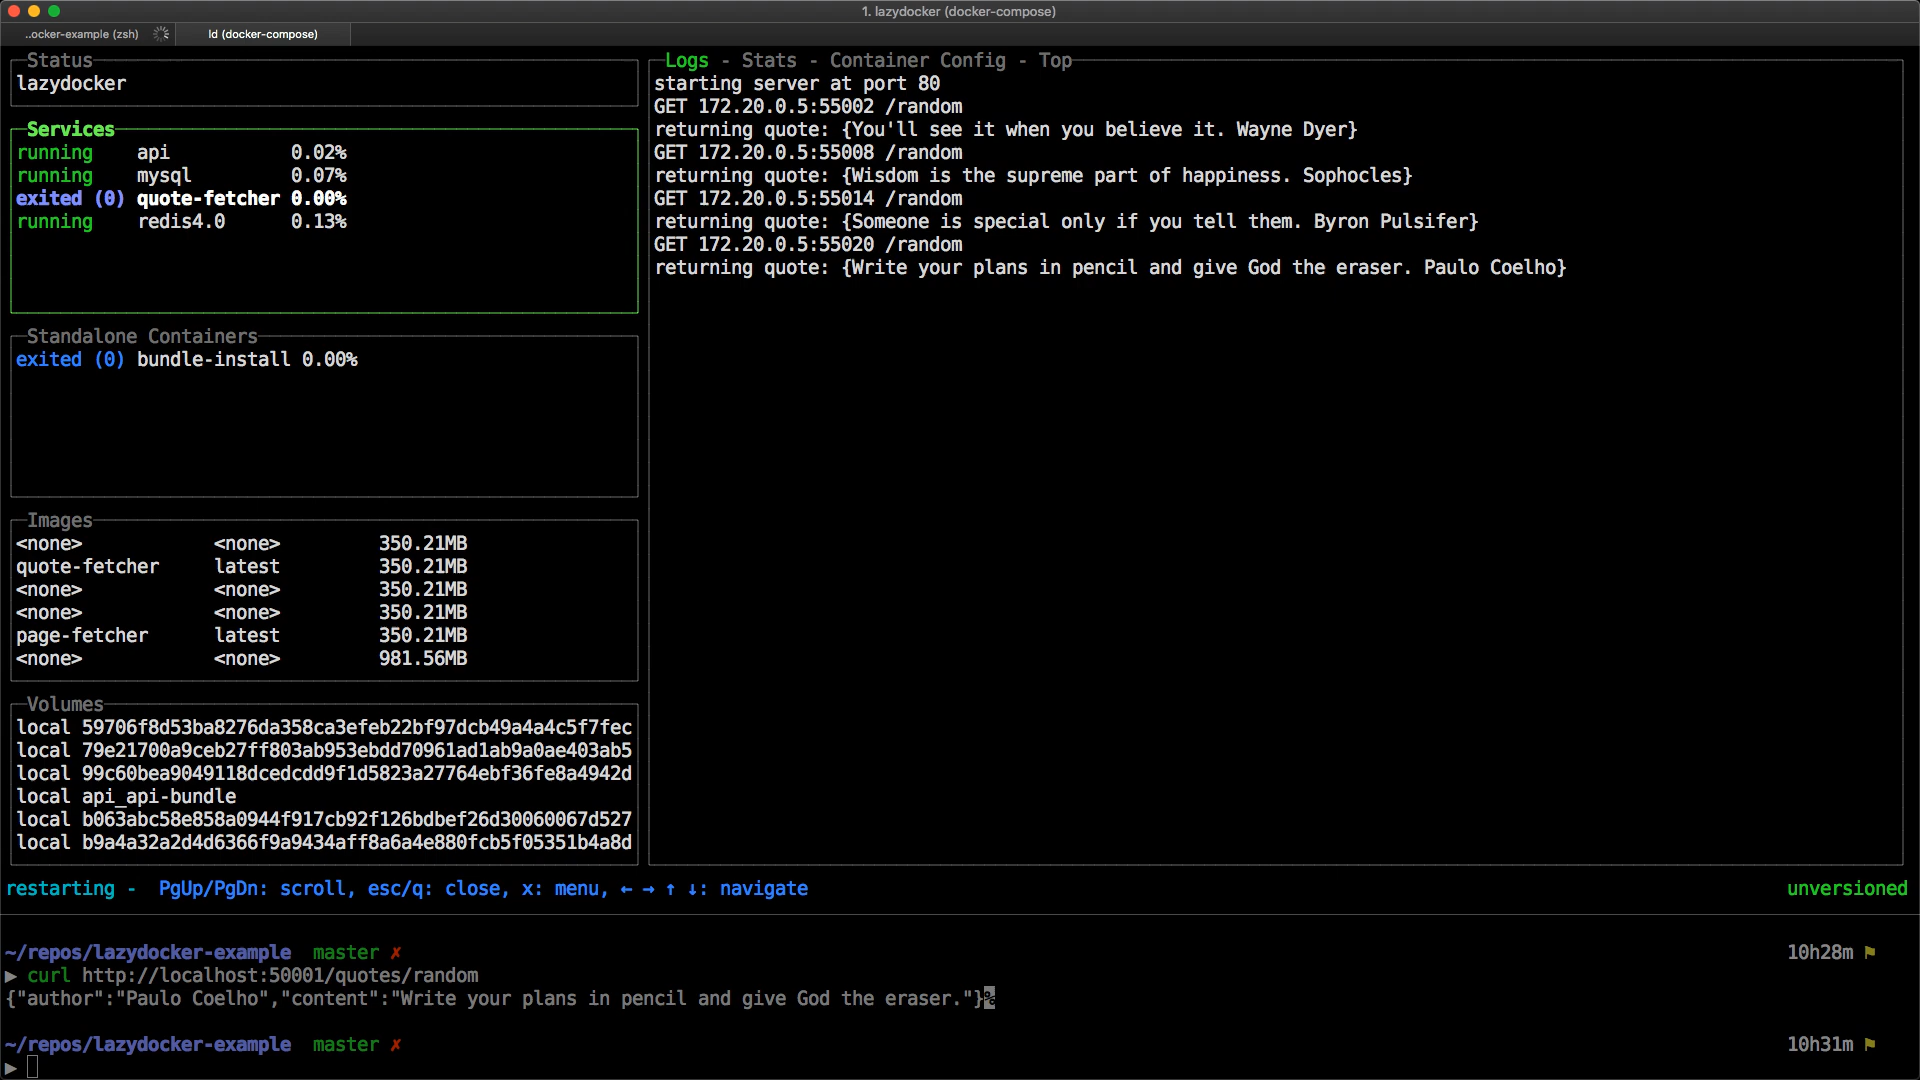 1. lazydocker (docker-compose)
..ocker-example (zsh)
ld (docker-compose)
Status
lazydocker
Services
running api 0.02%
running mysql 0.07%
exited (0) quote-fetcher 0.00%
running redis4.0 0.13%
Standalone Containers
exited (0) bundle-install 0.00%
Images
<none> <none> 350.21MB
quote-fetcher latest 350.21MB
<none> <none> 350.21MB
<none> <none> 350.21MB
page-fetcher latest 350.21MB
<none> <none> 981.56MB
Volumes
local 59706f8d53ba8276da358ca3efeb22bf97dcb49a4a4c5f7fec
local 79e21700a9ceb27ff803ab953ebdd70961ad1ab9a0ae403ab5
local 99c60bea9049118dcedcdd9f1d5823a27764ebf36fe8a4942d
local api_api-bundle
local b063abc58e858a0944f917cb92f126bdbef26d30060067d527
local b9a4a32a2d4d6366f9a9434aff8a6a4e880fcb5f05351b4a8d
Logs - Stats - Container Config - Top
starting server at port 80
GET 172.20.0.5:55002 /random
returning quote: {You'll see it when you believe it. Wayne Dyer}
GET 172.20.0.5:55008 /random
returning quote: {Wisdom is the supreme part of happiness. Sophocles}
GET 172.20.0.5:55014 /random
returning quote: {Someone is special only if you tell them. Byron Pulsifer}
GET 172.20.0.5:55020 /random
returning quote: {Write your plans in pencil and give God the eraser. Paulo Coelho}
restarting - PgUp/PgDn: scroll, esc/q: close, x: menu, ← → ↑ ↓: navigate
unversioned
~/repos/lazydocker-example master ✗ 10h28m ⚑
▶ curl http://localhost:50001/quotes/random
{"author":"Paulo Coelho","content":"Write your plans in pencil and give God the eraser."}%
~/repos/lazydocker-example master ✗ 10h31m ⚑
▶